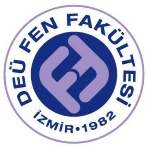 DEÜ FEN FAKÜLTESİ
İZMİR • 1982